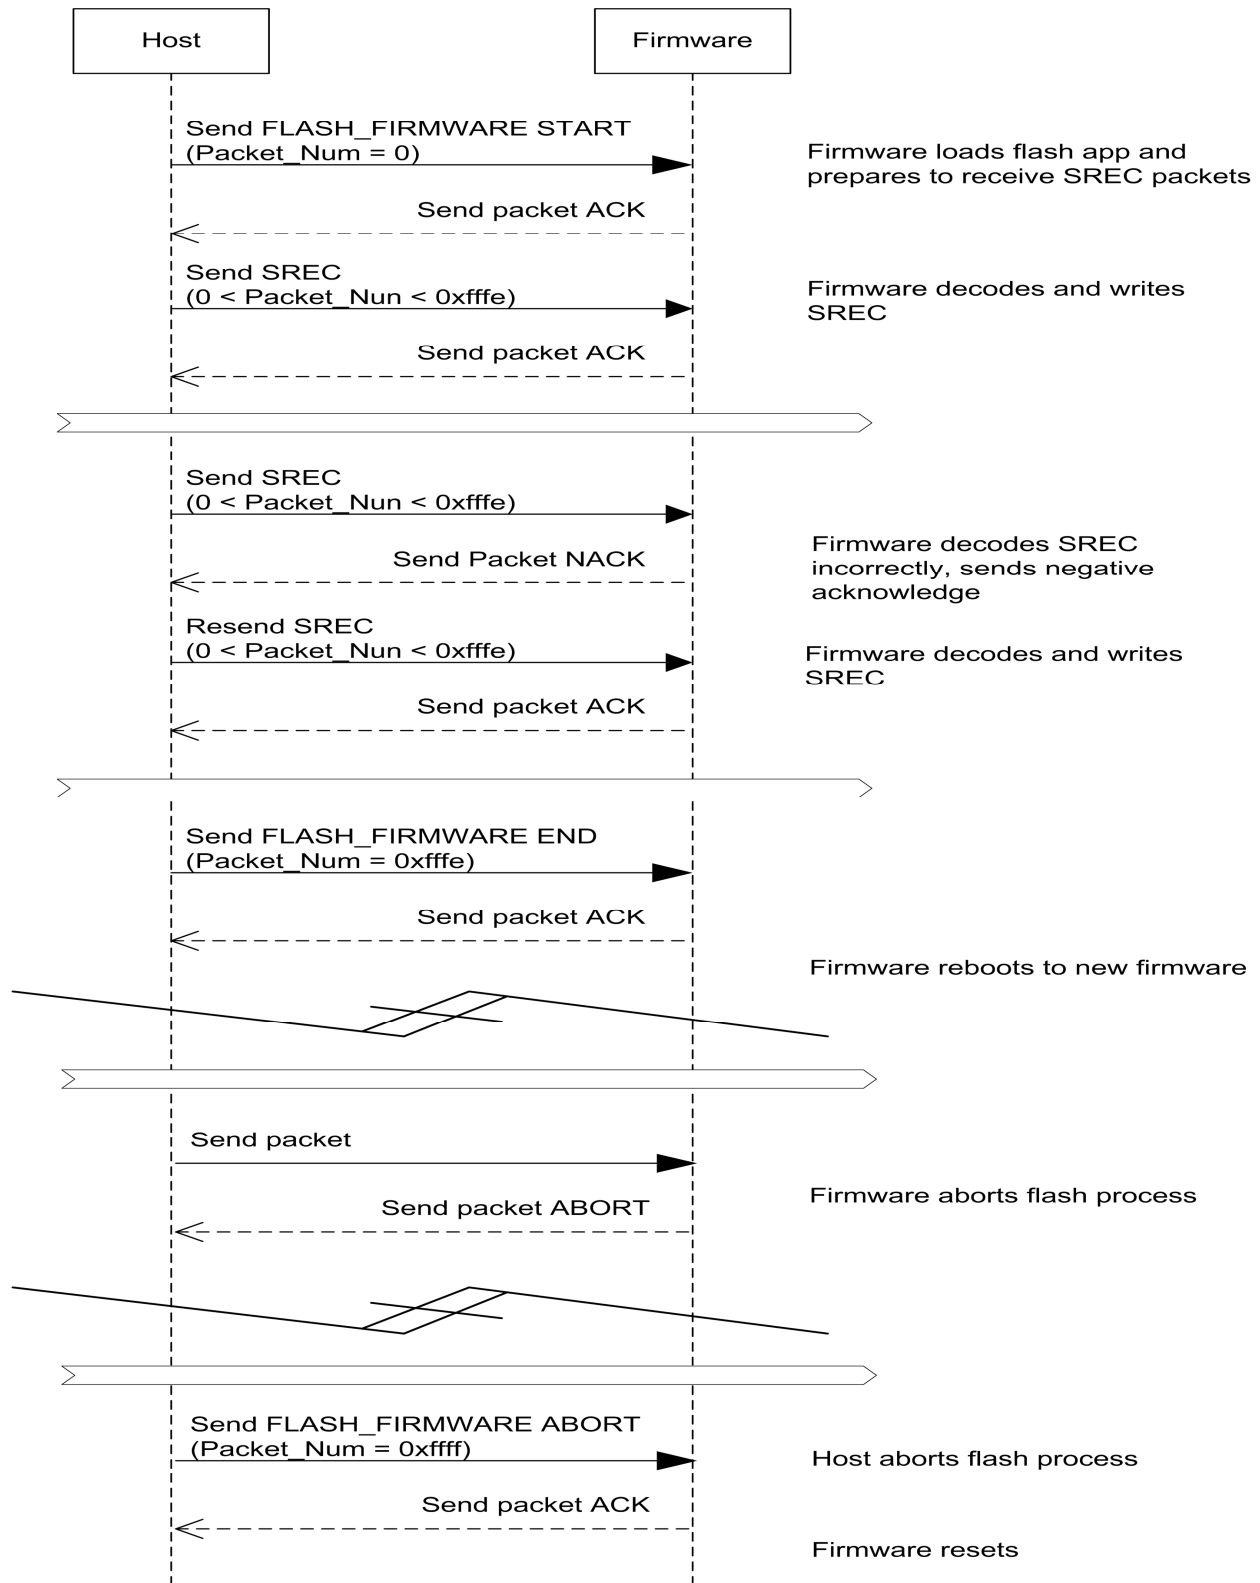 Host
Firmware
Send FLASH_FIRMWARE START
(Packet_Num = 0)
Firmware loads flash app and
prepares to receive SREC packets
Send packet ACK
Send SREC
(0 < Packet_Nun < 0xfffe)
Firmware decodes and writes
SREC
Send packet ACK
Send SREC
(0 < Packet_Nun < 0xfffe)
Send Packet NACK
Firmware decodes SREC
incorrectly, sends negative
acknowledge
Resend SREC
(0 < Packet_Nun < 0xfffe)
Firmware decodes and writes
SREC
Send packet ACK
Send FLASH_FIRMWARE END
(Packet_Num = 0xfffe)
Send packet ACK
Firmware reboots to new firmware
Send packet
Firmware aborts flash process
Send packet ABORT
Send FLASH_FIRMWARE ABORT
(Packet_Num = 0xffff)
Host aborts flash process
Send packet ACK
Firmware resets